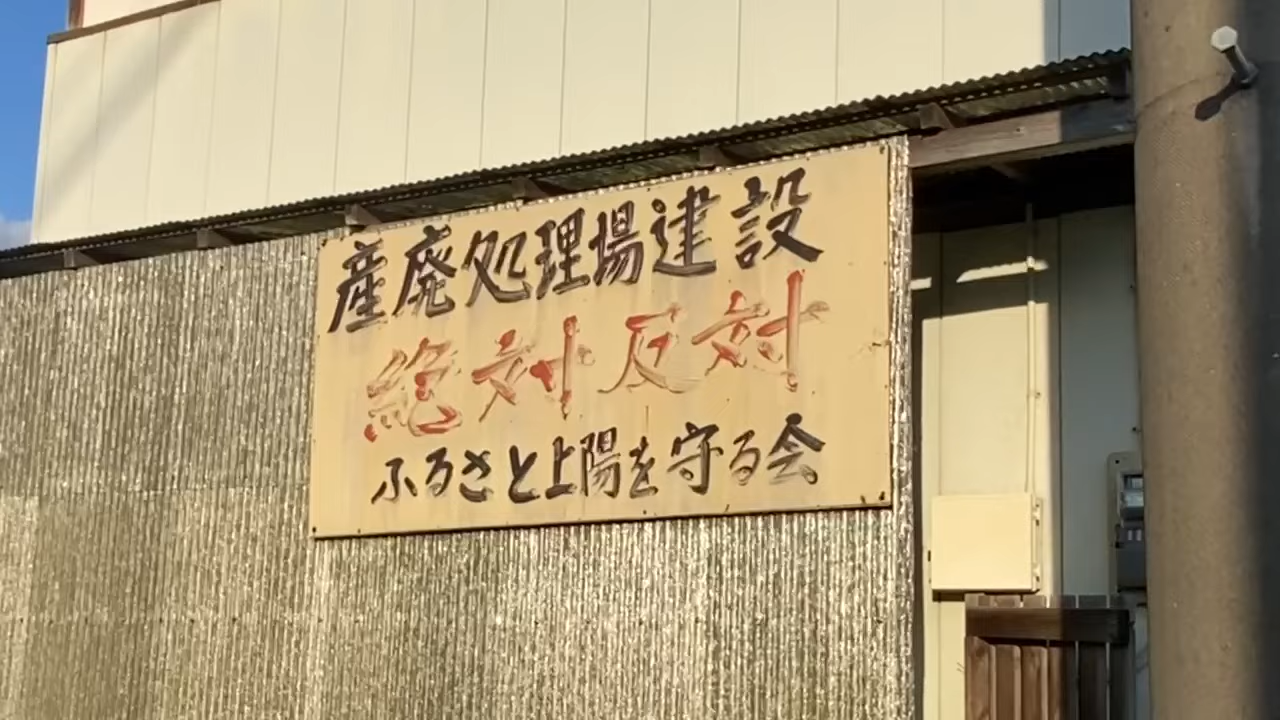 産廃処理場建設
絶対反対
ふるさと上陽を守る会